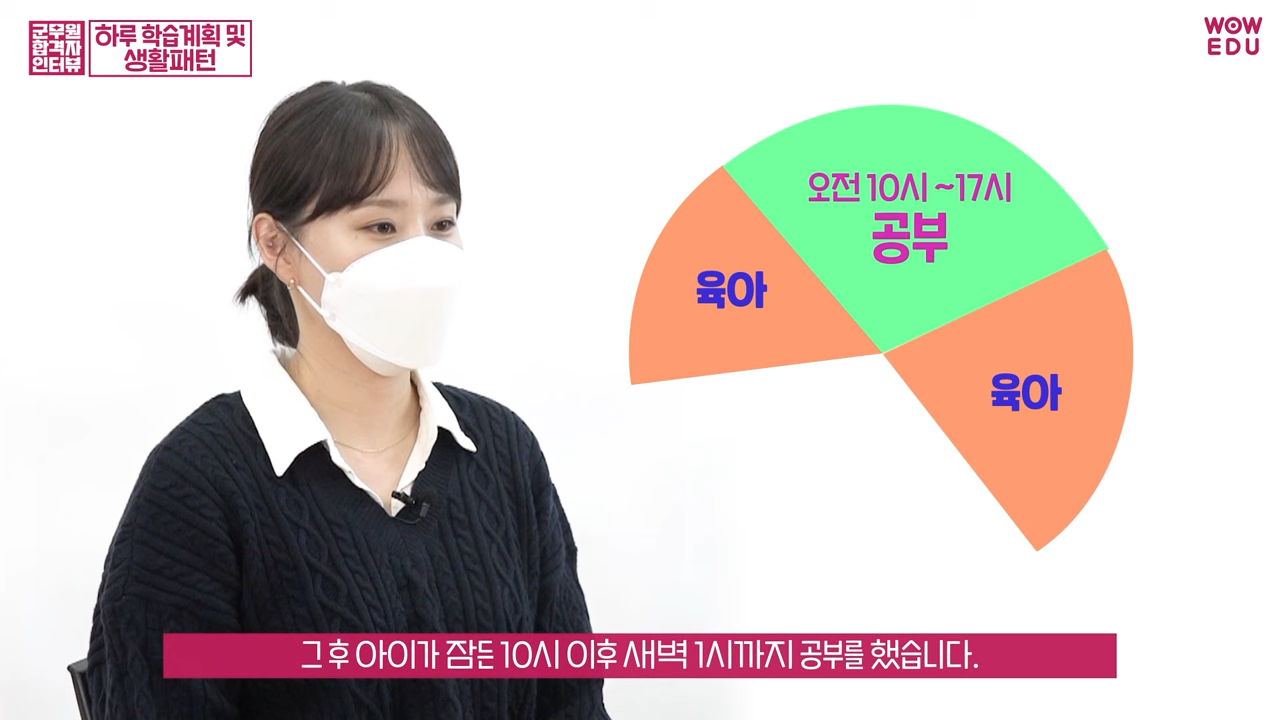 군무원
합격자
인터뷰
하루 학습계획 및
생활패턴
WOW
EDU
오전 10시 ~17시
공부
육아
육아
그 후 아이가 잠든 10시 이후 새벽 1시까지 공부를 했습니다.